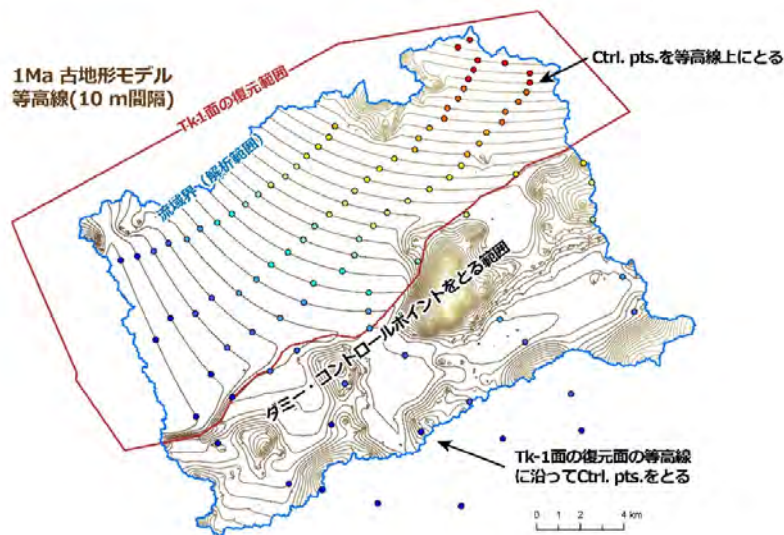 1Ma 古地形モデル
等高線(10 m間隔)
Tk-1面の復元範囲
Ctrl. pts.を等高線上にとる
流域界（解析範囲）
ダミー・コントロールポイントをとる範囲
Tk-1面の復元面の等高線
に沿ってCtrl. pts.をとる
0 1 2 4 km